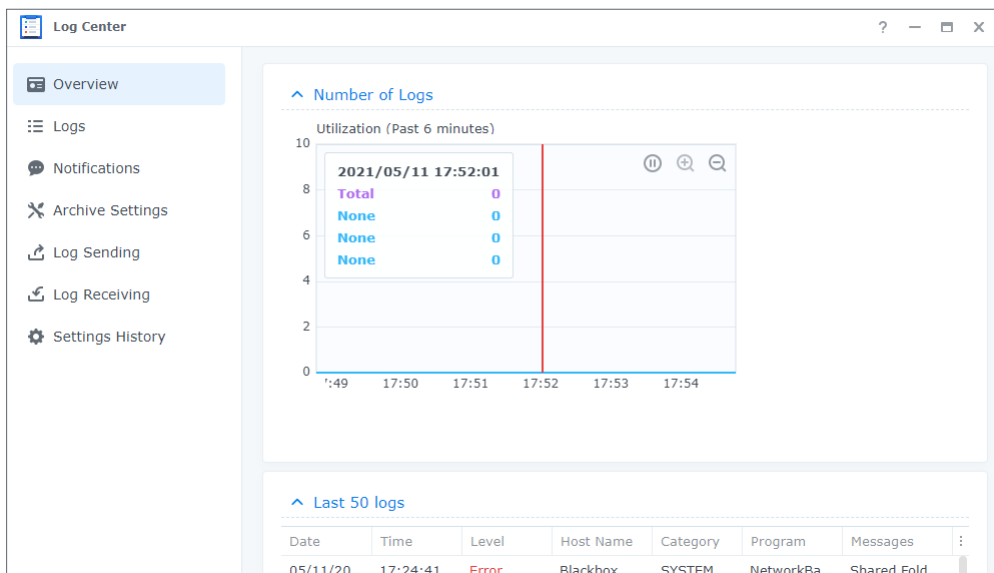 Log Center
?
Overview
Logs
Notifications
Archive Settings
Log Sending
Log Receiving
Settings History
Number of Logs
Utilization (Past 6 minutes)
10
8
6
4
2
0
2021/05/11 17:52:01
Total 0
None 0
None 0
None 0
':49 17:50 17:51 17:52 17:53 17:54
Last 50 logs
Date Time Level Host Name Category Program Messages
05/11/20 17:24:41 Error Blackbox SYSTEM NetworkBa... Shared Fold...